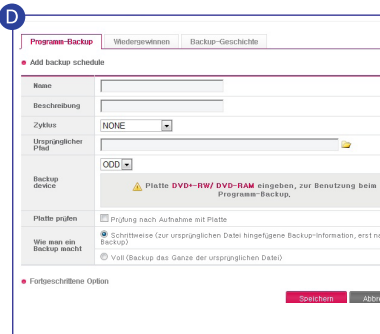 D
Programm-Backup Wiedergewinnen Backup-Geschichte
Add backup schedule
Name
Beschreibung
Zyklus NONE
Ursprünglicher
Pfad
ODD
Backup
device
Platte DVD+-RW/ DVD-RAM eingeben, zur Benutzung beim
Programm-Backup.
Platte prüfen Prüfung nach Aufnahme mit Platte
Wie man ein
Backup macht
Schrittweise (zur ursprünglichen Datei hingefügene Backup-Information, erst
Backup)
Voll (Backup das Ganze der ursprünglichen Datei)
Fortgeschrittene Option
Speichern